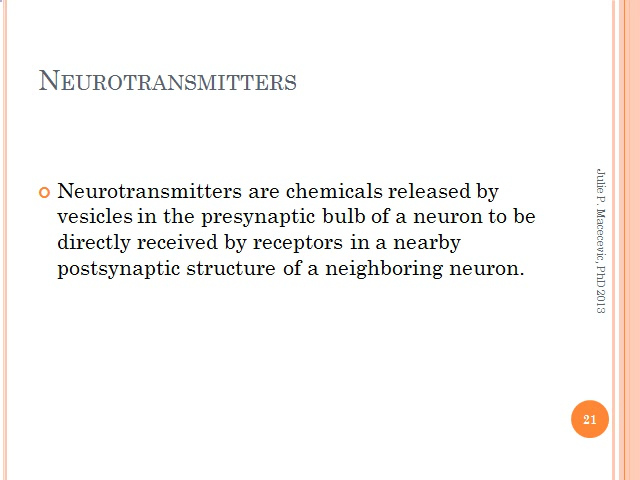 NEUROTRANSMITTERS
Neurotransmitters are chemicals released by
vesicles in the presynaptic bulb of a neuron to be
directly received by receptors in a nearby
postsynaptic structure of a neighboring neuron.
Julie P. Macecevic, PhD 2013
21